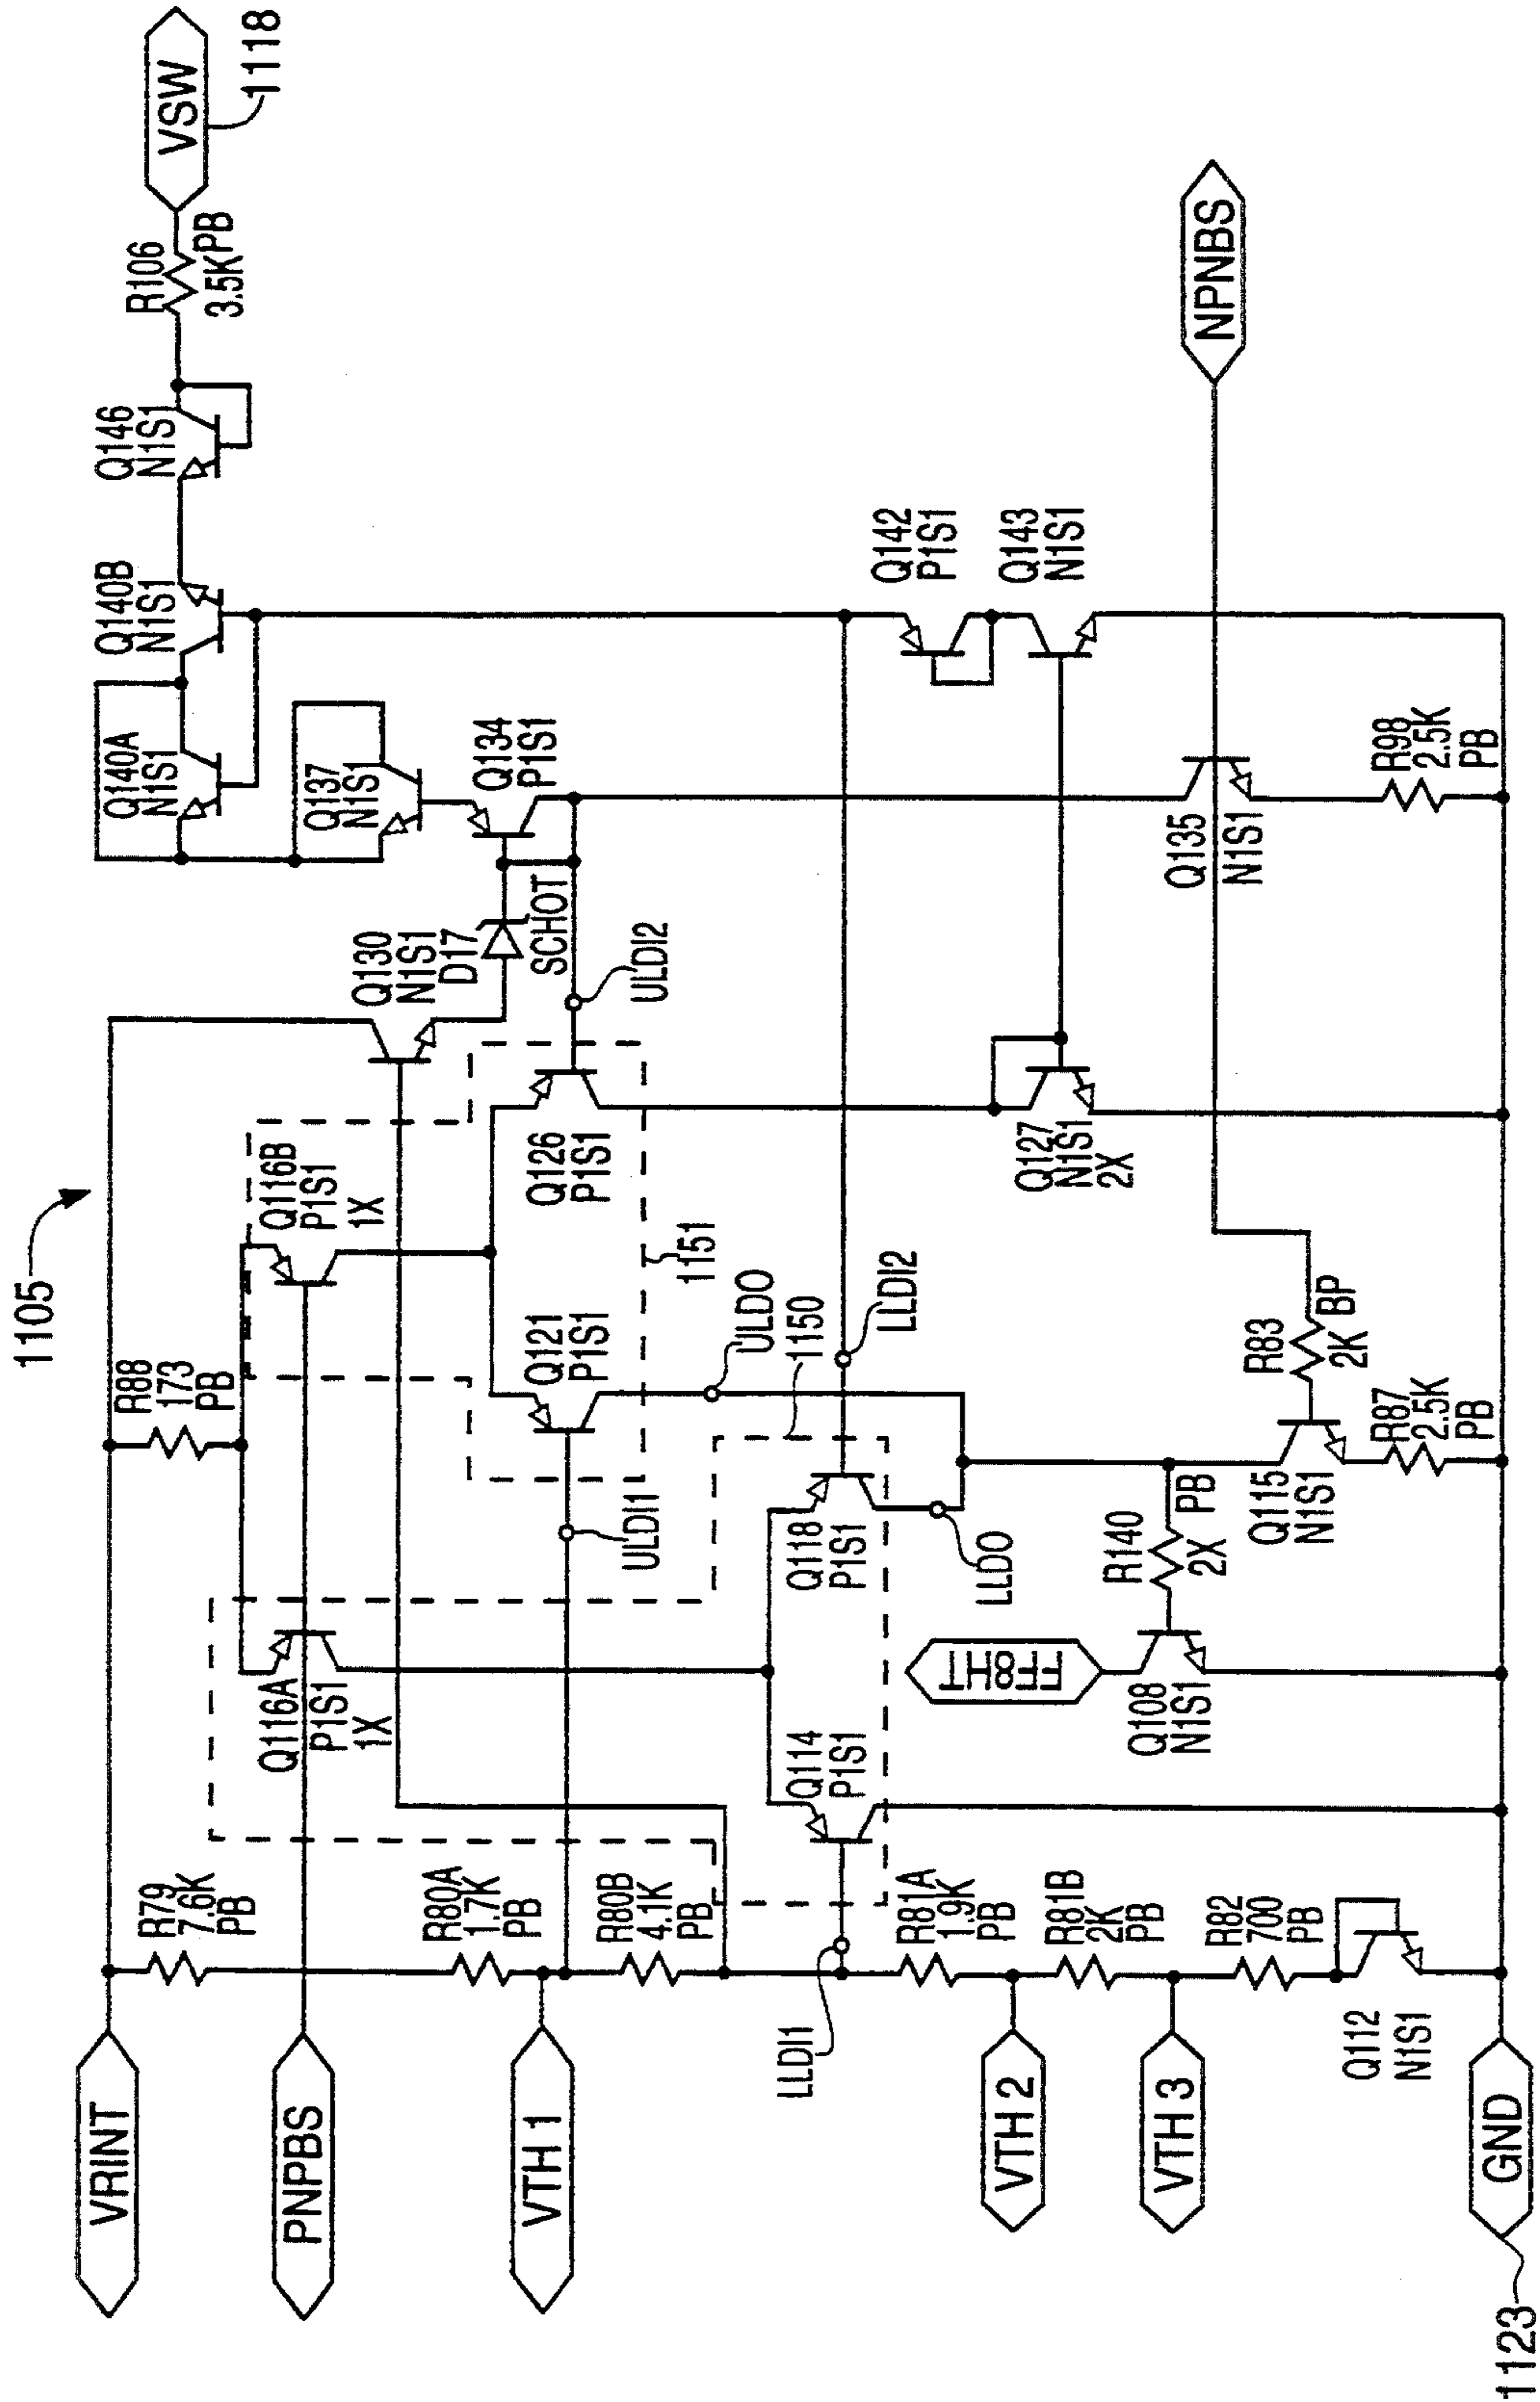 1105
VRINT
PNPBS
VTH 1
VTH 2
VTH 3
GND
1123
VSW
1118
NPNBS
FF8HT
R79
7.6K
PB
R80A
1.7K
PB
R80B
4.1K
PB
R81A
1.9K
PB
R81B
2K
PB
R82
700
PB
Q112
N1S1
LLDI1
Q116A
P1S1
1X
R88
173
PB
Q116B
P1S1
1X
Q114
P1S1
Q118
P1S1
LLDO
LLDI2
1150
ULDI1
Q121
P1S1
ULDO
1151
Q126
P1S1
ULDI2
Q130
N1S1
D17
SCHOT
Q134
P1S1
Q137
N1S1
Q140A
N1S1
Q140B
N1S1
Q146
N1S1
R106
3.5K
PB
Q142
P1S1
Q143
N1S1
Q127
N1S1
2X
Q135
N1S1
R98
2.5K
PB
Q108
N1S1
R140
2X
PB
Q115
N1S1
R83
2K
BP
R87
2.5K
PB